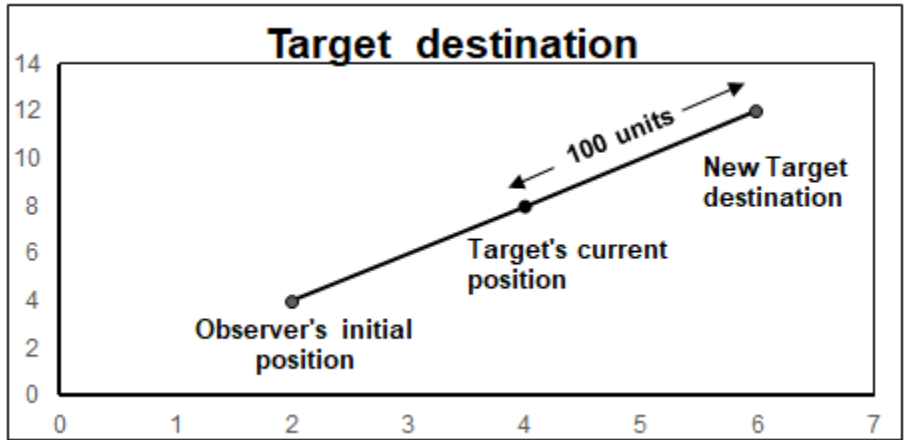 Target destination
14
12
10
8
6
4
2
0
100 units
New Target
destination
Target's current
position
Observer's initial
position
0 1 2 3 4 5 6 7